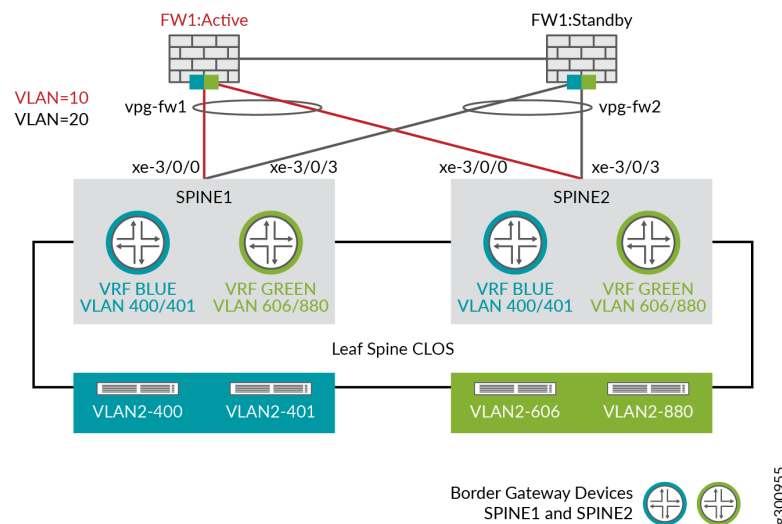 FW1:Active
FW1:Standby
VLAN=10
VLAN=20
vpg-fw1
vpg-fw2
xe-3/0/0
xe-3/0/3
xe-3/0/0
xe-3/0/3
SPINE1
SPINE2
VRF BLUE
VLAN 400/401
VRF GREEN
VLAN 606/880
VRF BLUE
VLAN 400/401
VRF GREEN
VLAN 606/880
Leaf Spine CLOS
VLAN2-400
VLAN2-401
VLAN2-606
VLAN2-880
Border Gateway Devices
SPINE1 and SPINE2
g300955